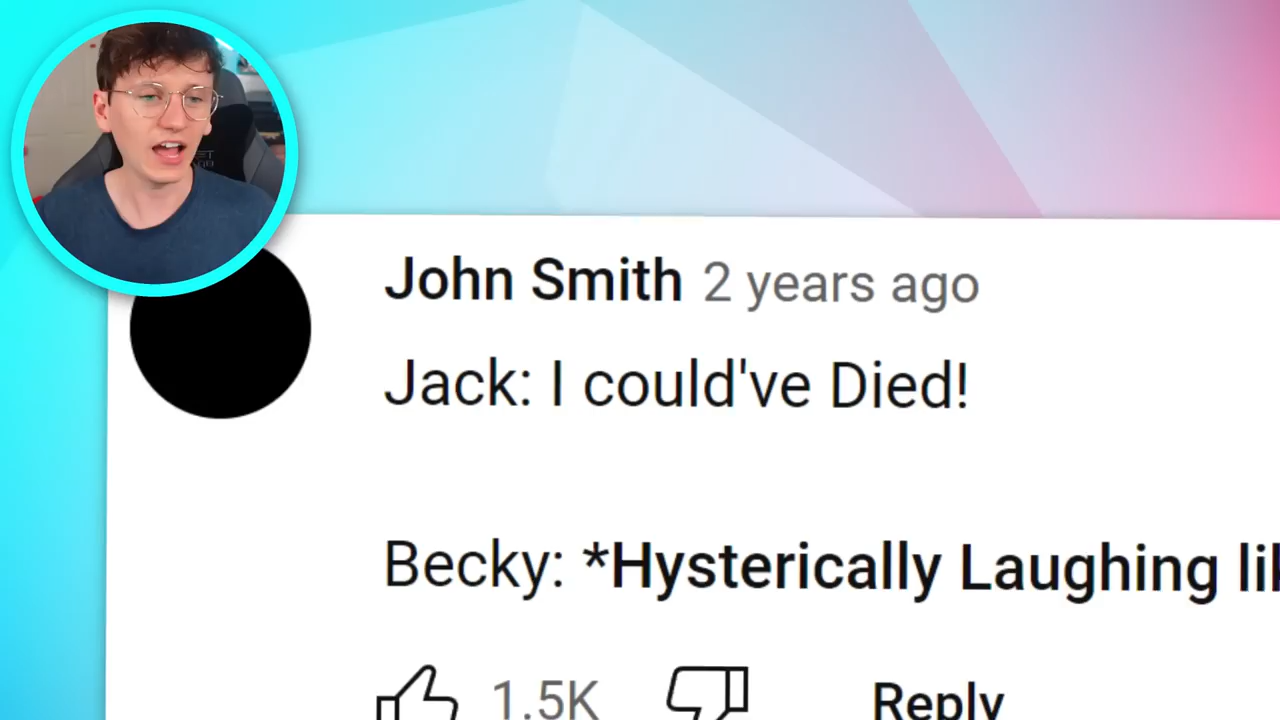 John Smith 2 years ago
Jack: I could've Died!
Becky: *Hysterically Laughing
1.5K Reply